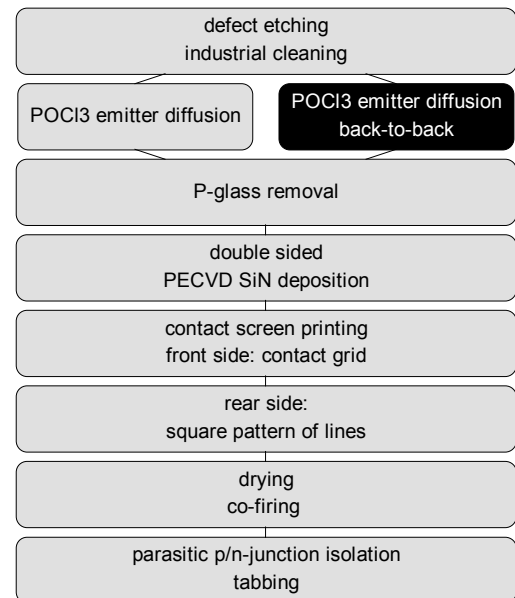 defect etching
industrial cleaning
POCl3 emitter diffusion
POCl3 emitter diffusion
back-to-back
P-glass removal
double sided
PECVD SiN deposition
contact screen printing
front side: contact grid
rear side:
square pattern of lines
drying
co-firing
parasitic p/n-junction isolation
tabbing